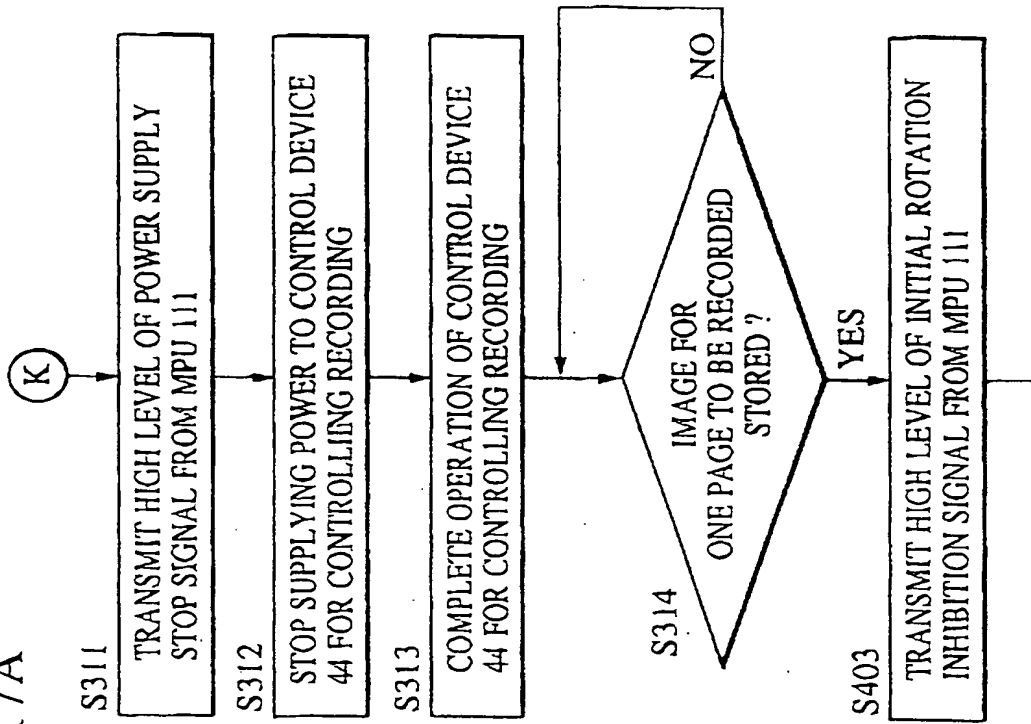 7A
K
S311
TRANSMIT HIGH LEVEL OF POWER SUPPLY
STOP SIGNAL FROM MPU 111
S312
STOP SUPPLYING POWER TO CONTROL DEVICE
44 FOR CONTROLLING RECORDING
S313
COMPLETE OPERATION OF CONTROL DEVICE
44 FOR CONTROLLING RECORDING
S314
IMAGE FOR
ONE PAGE TO BE RECORDED
STORED ?
NO
YES
S403
TRANSMIT HIGH LEVEL OF INITIAL ROTATION
INHIBITION SIGNAL FROM MPU 111